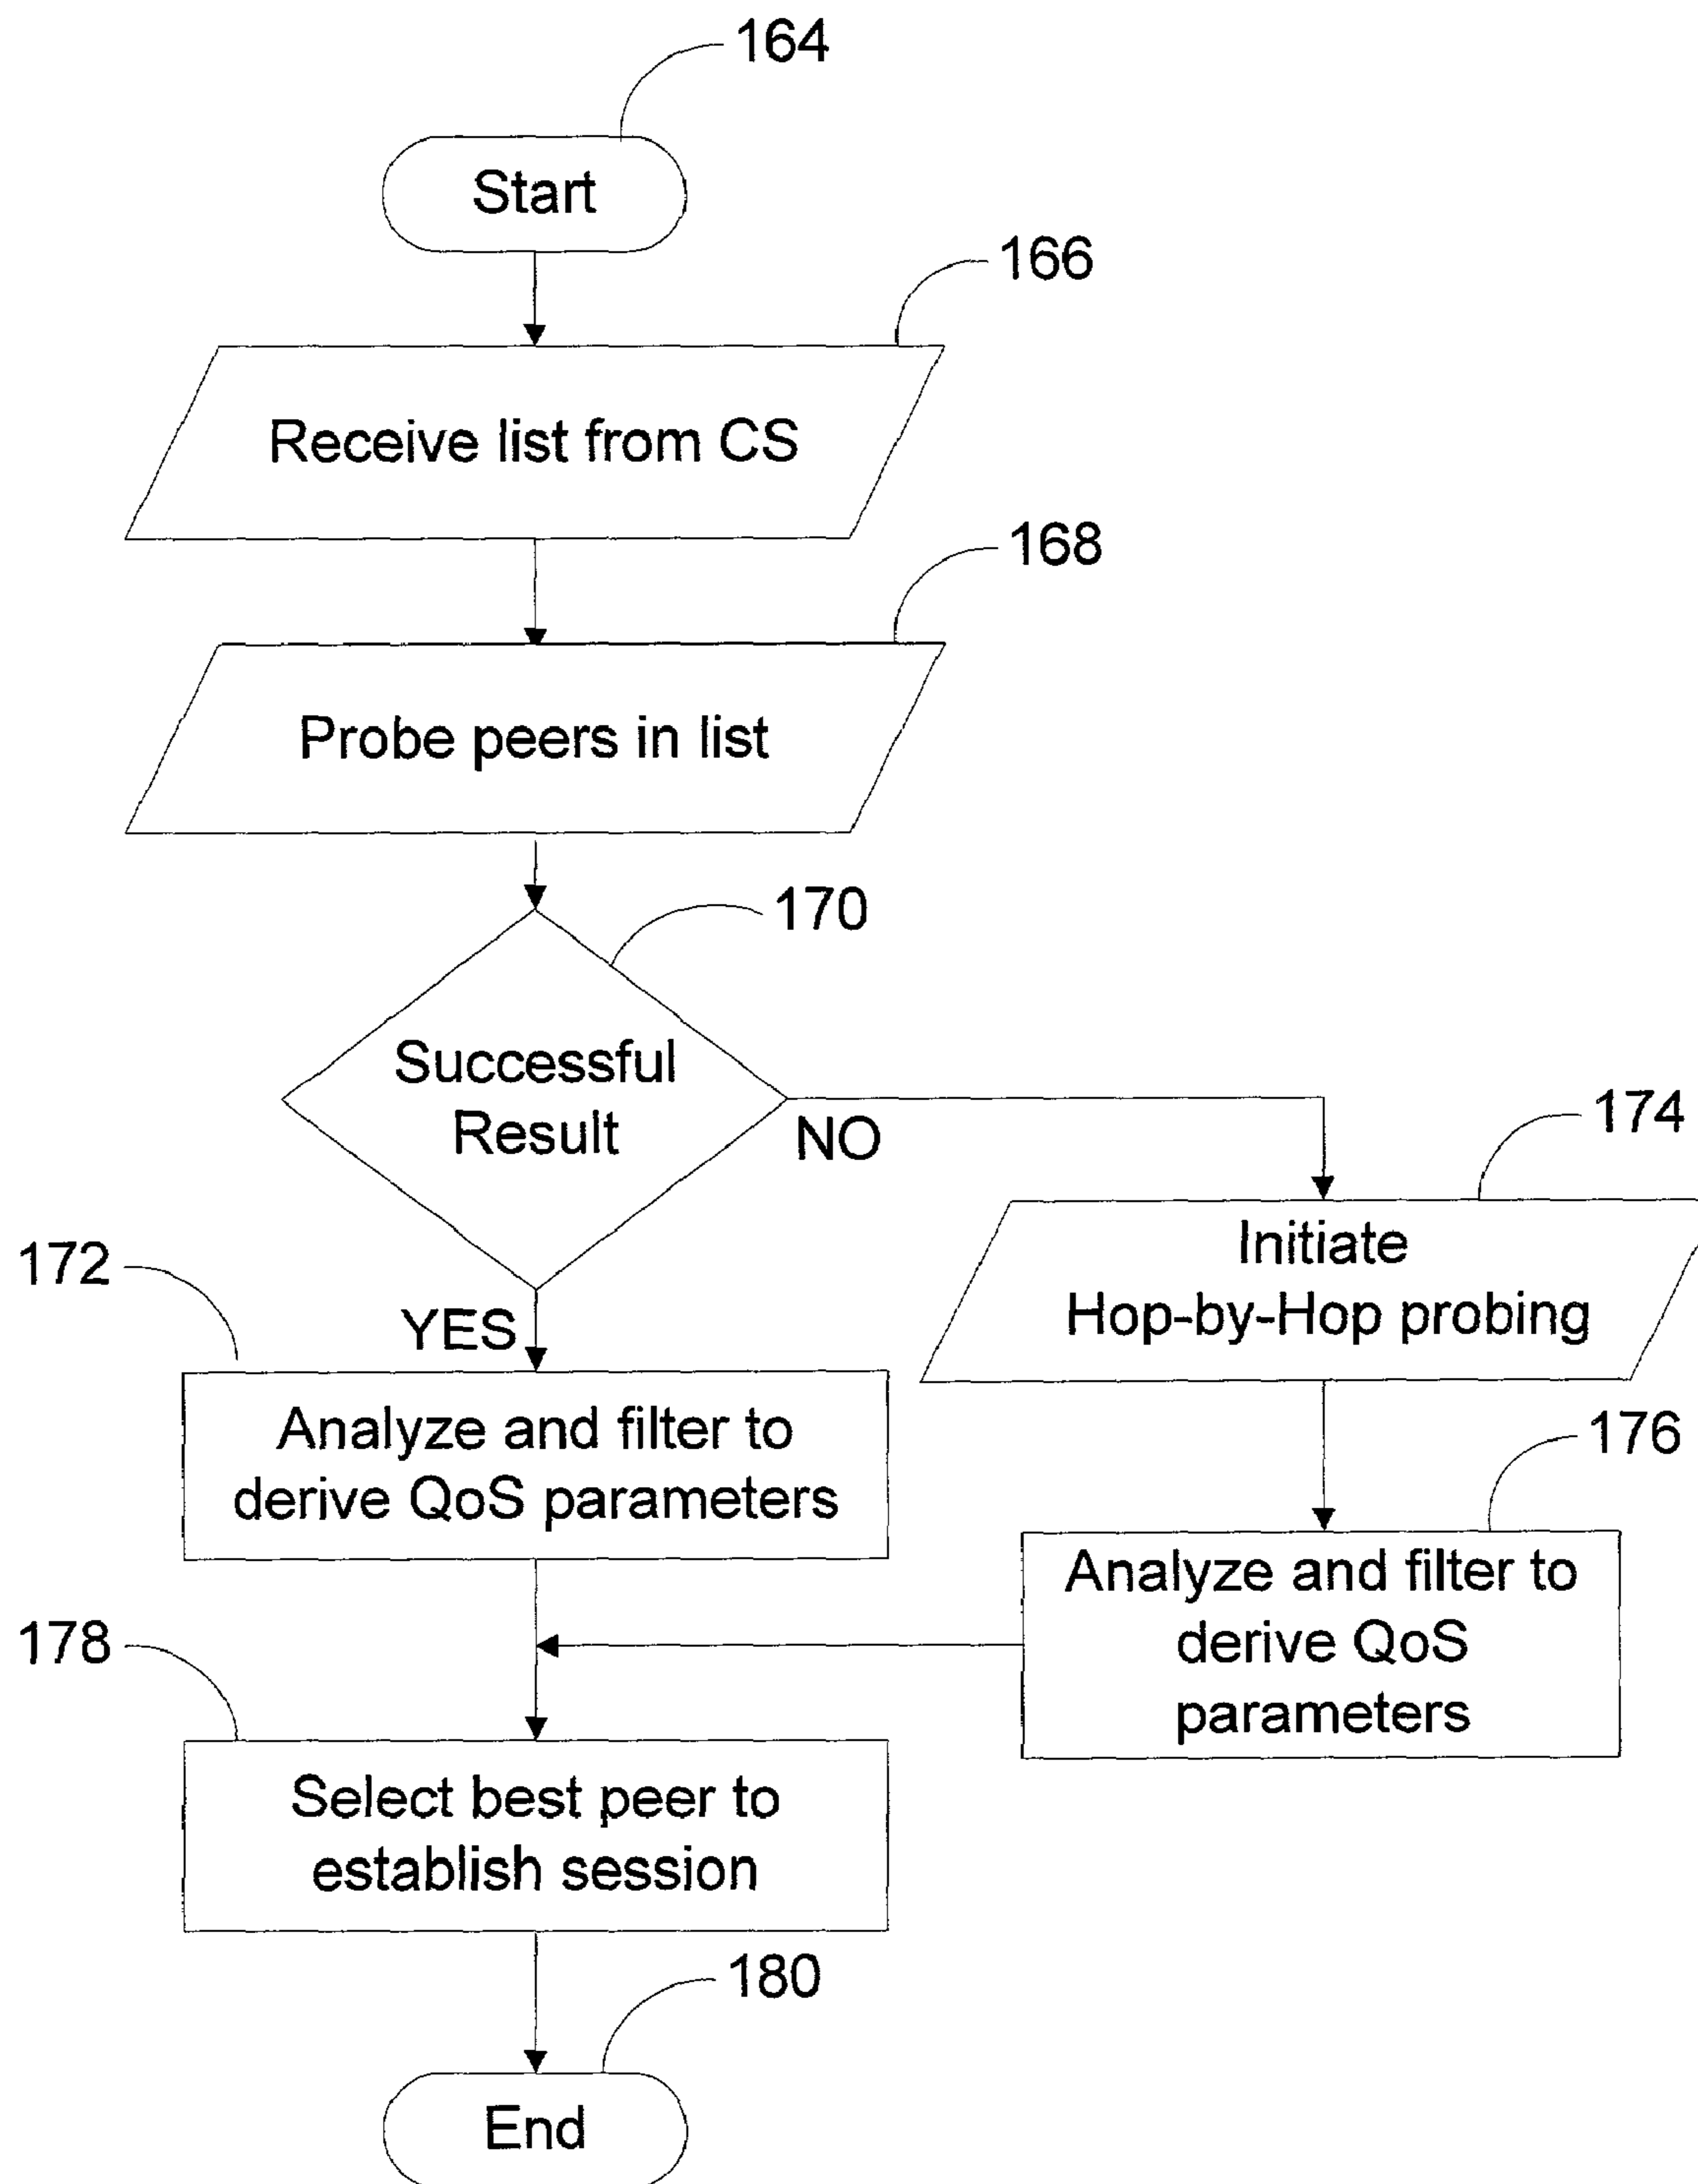 164
Start
166
Receive list from CS
168
Probe peers in list
170
Successful
Result
NO
174
Initiate
Hop-by-Hop probing
172
YES
Analyze and filter to
derive QoS parameters
176
Analyze and filter to
derive QoS
parameters
178
Select best peer to
establish session
180
End